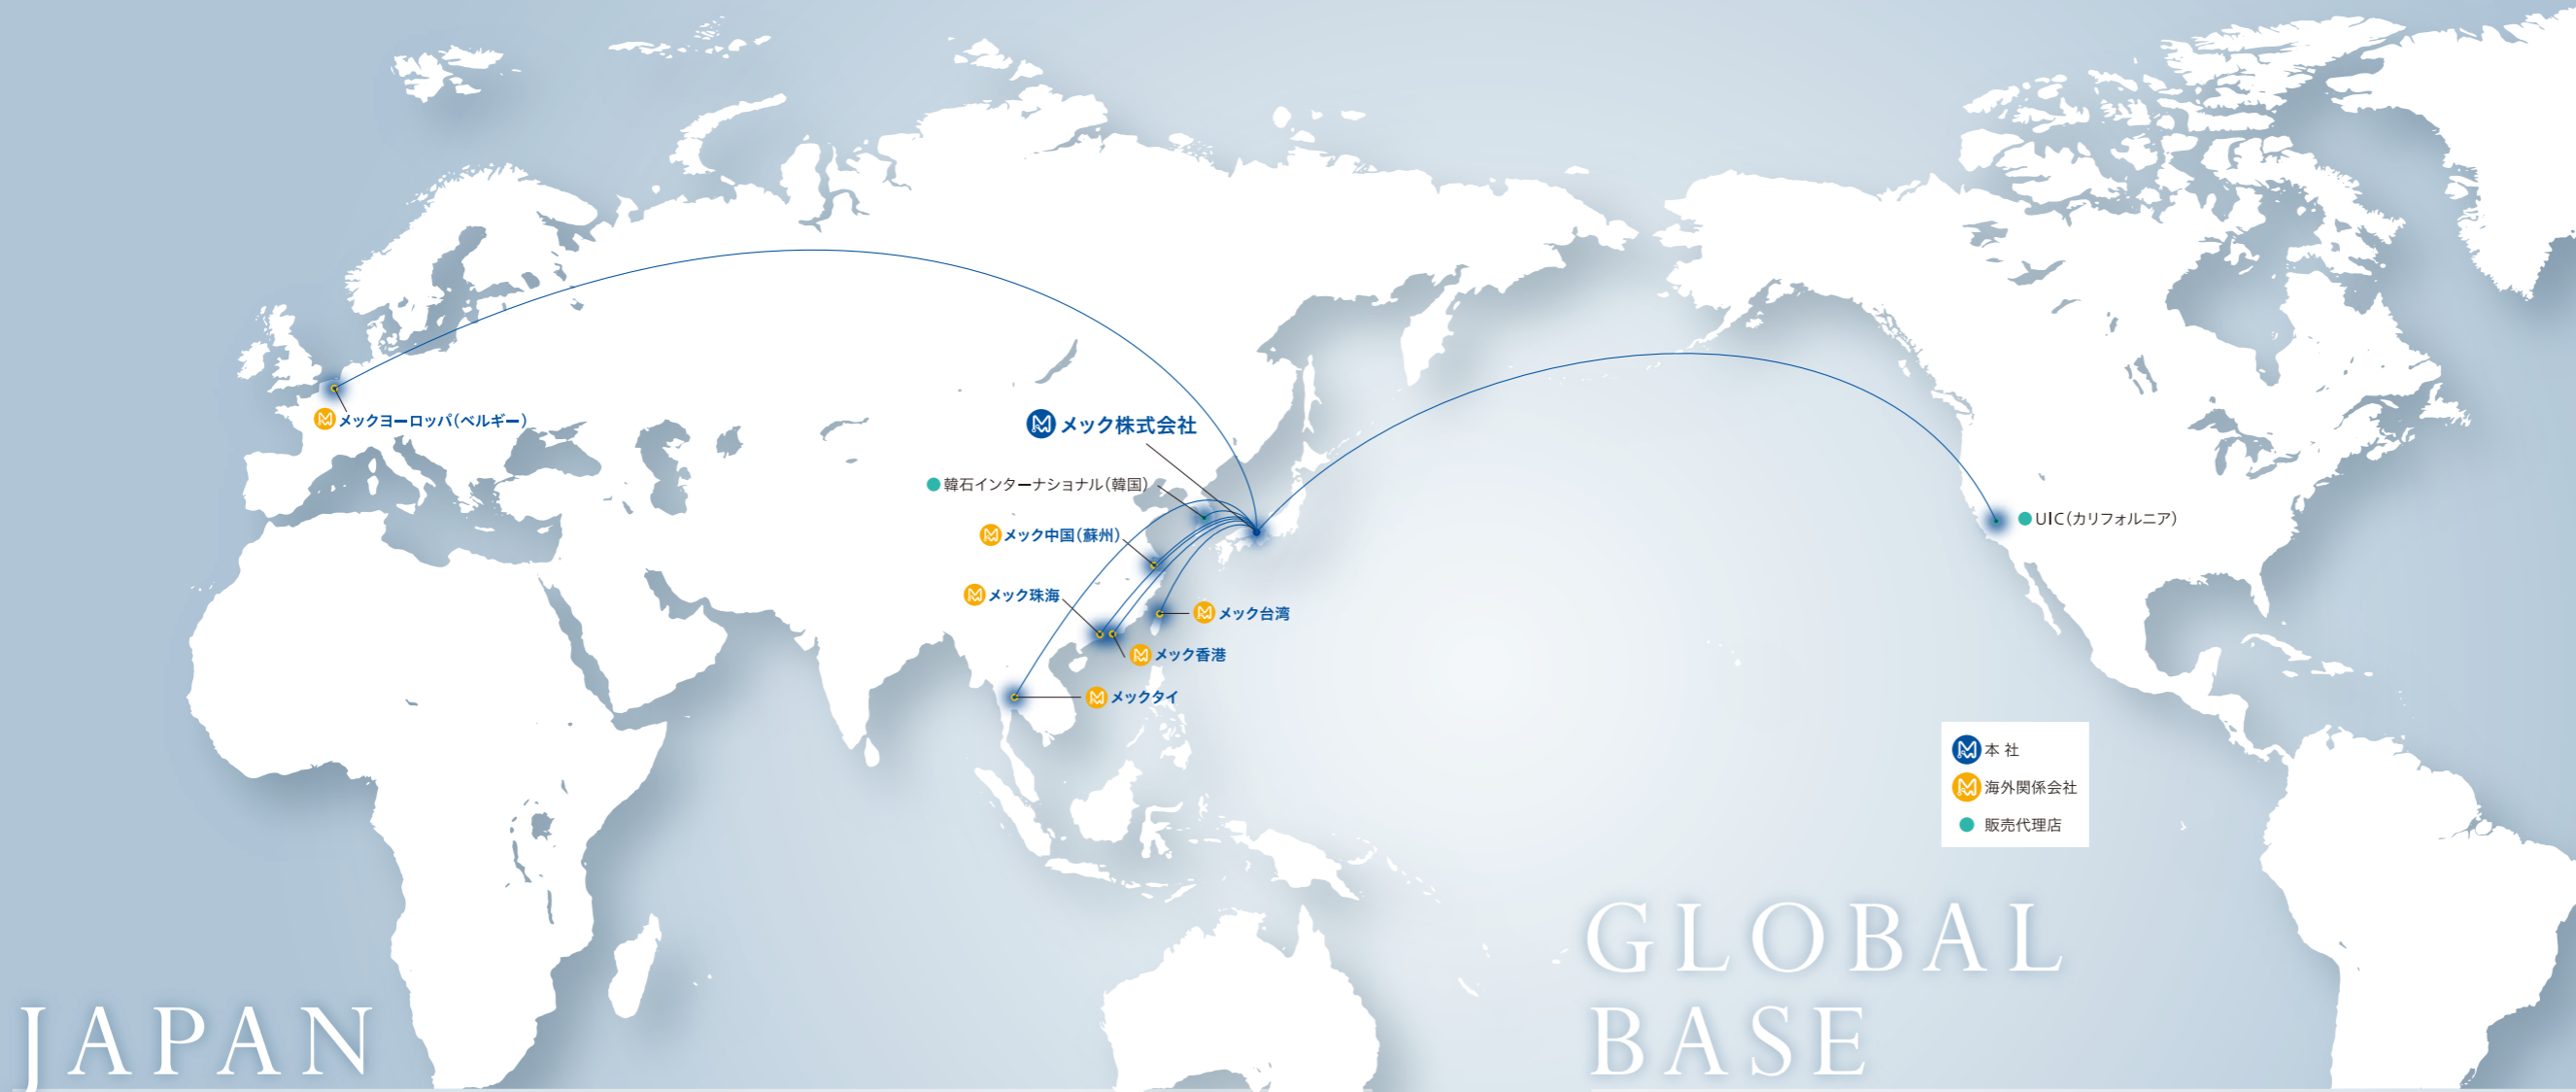 メックヨーロッパ(ベルギー)
メック株式会社
韓石インターナショナル(韓国)
メック中国(蘇州)
メック珠海
メック台湾
メック香港
メックタイ
UIC(カリフォルニア)
本 社
海外関係会社
販売代理店
GLOBAL
BASE
JAPAN